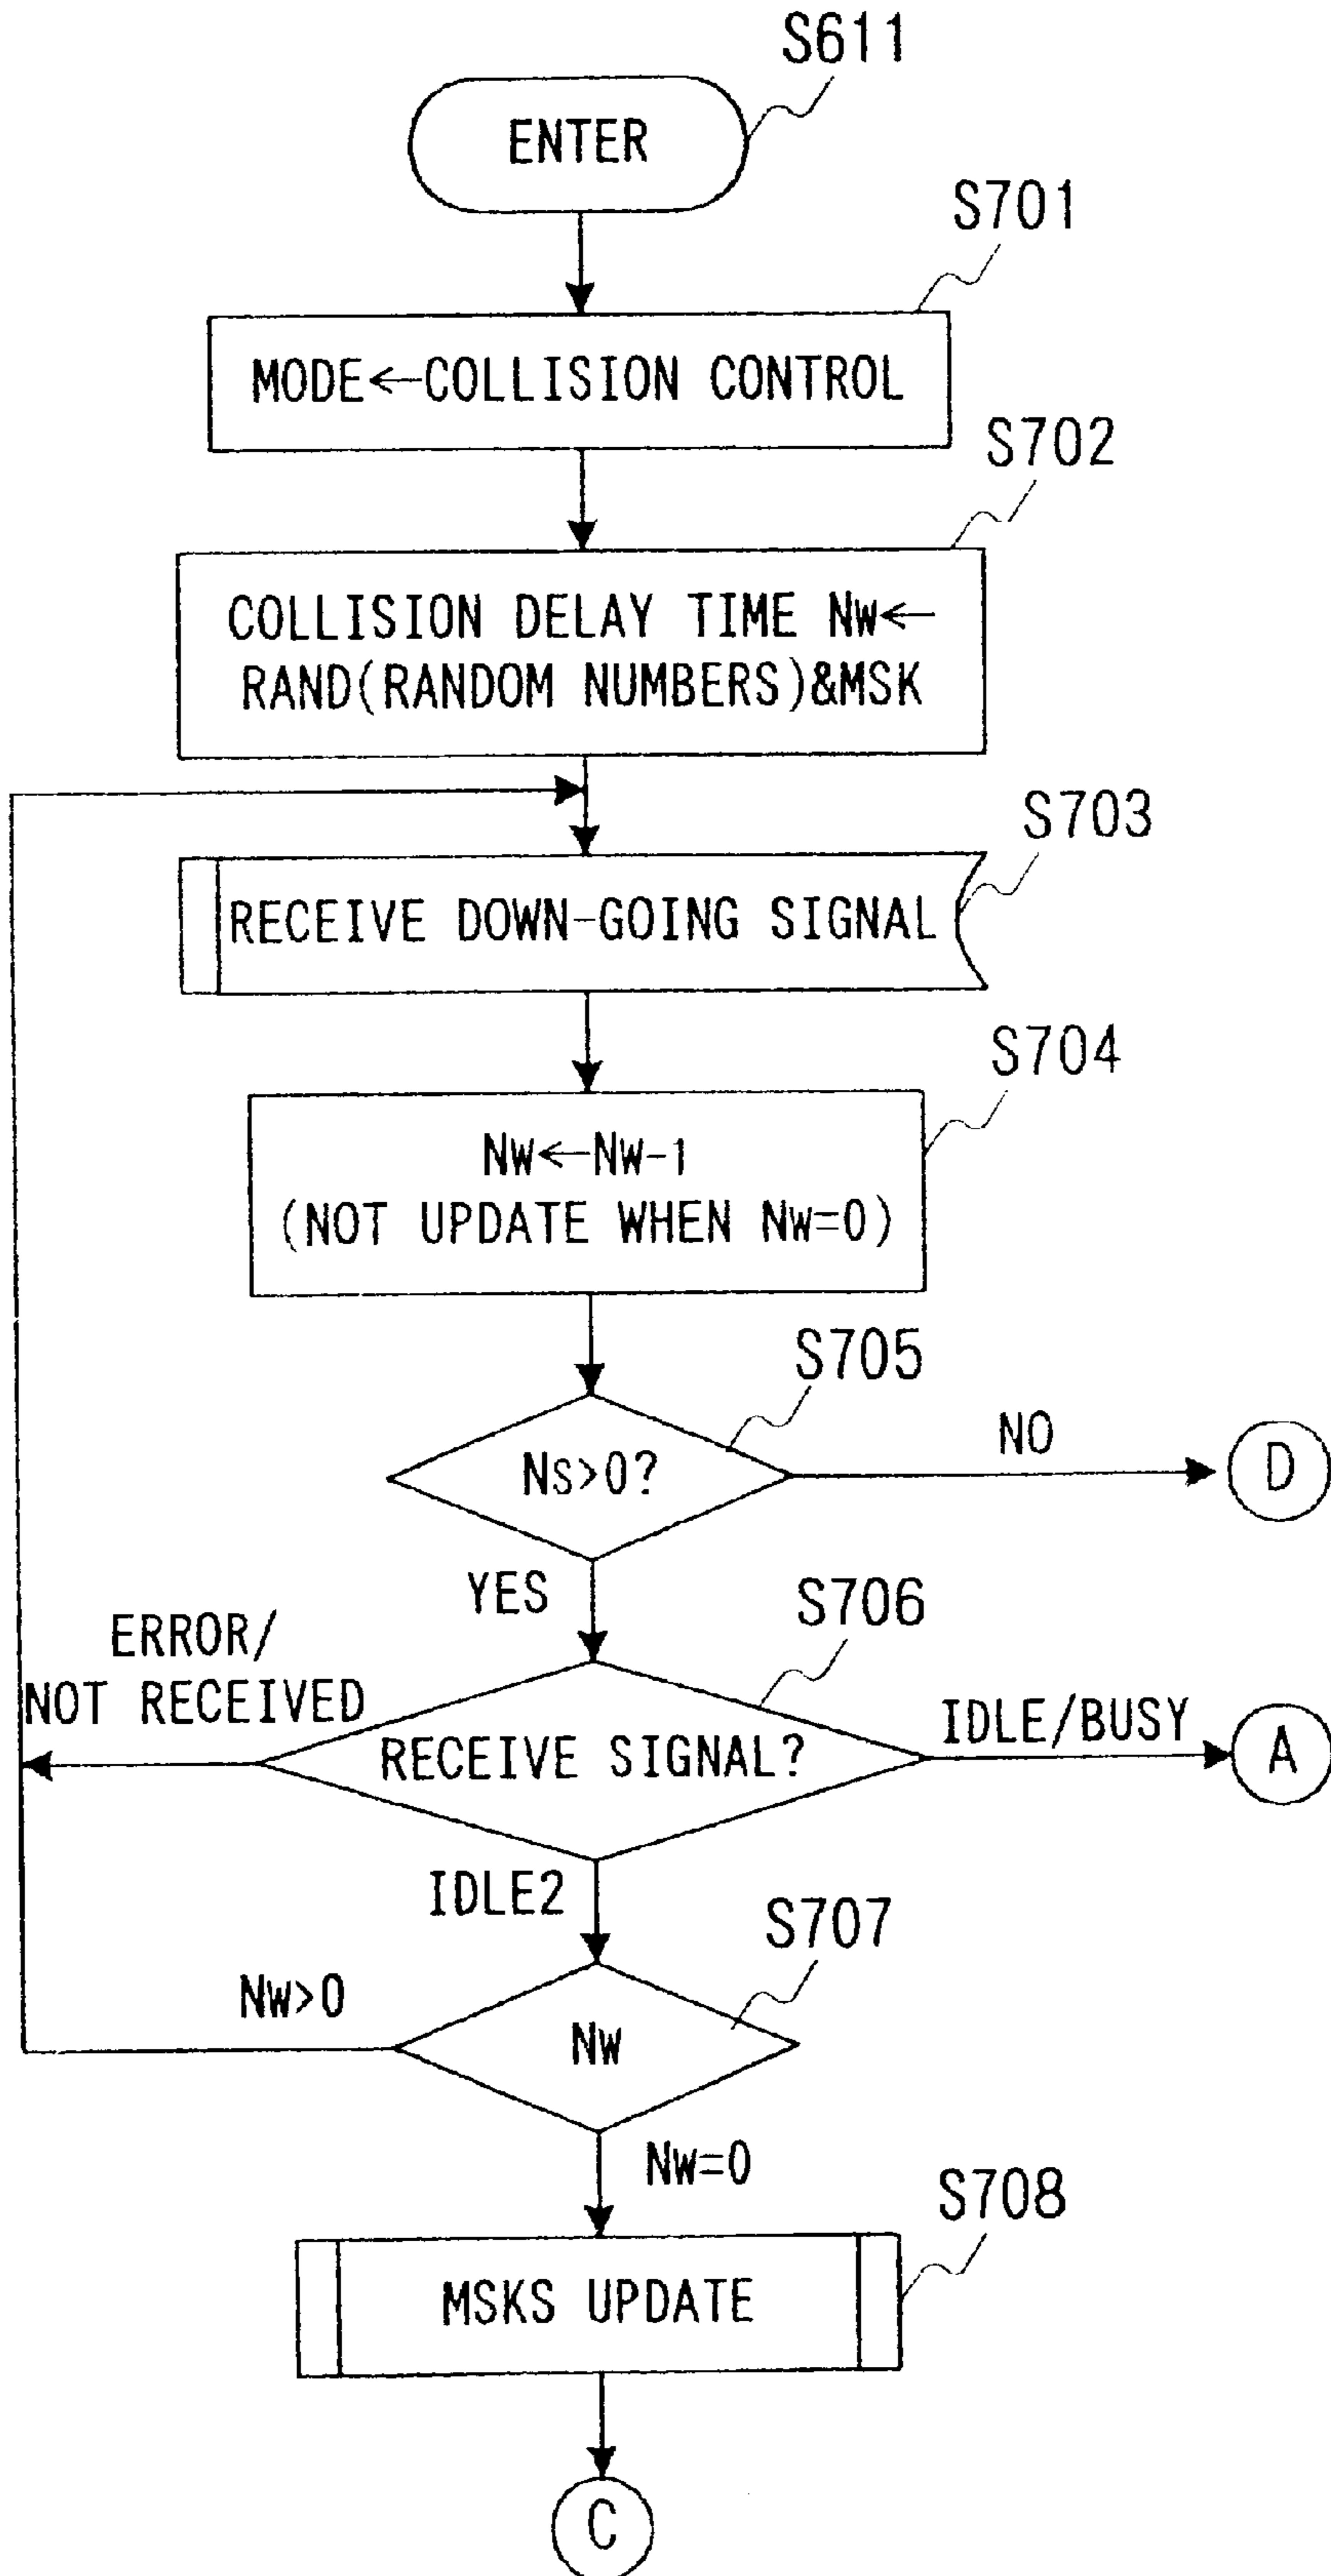 S611
ENTER
S701
MODE←COLLISION CONTROL
S702
COLLISION DELAY TIME Nw←
RAND(RANDOM NUMBERS)&MSK
S703
RECEIVE DOWN-GOING SIGNAL
S704
Nw←Nw-1
(NOT UPDATE WHEN Nw=0)
S705
Ns>0?
NO
D
YES
S706
ERROR/
NOT RECEIVED
RECEIVE SIGNAL?
IDLE/BUSY
A
IDLE2
S707
Nw>0
Nw
Nw=0
S708
MSKS UPDATE
C